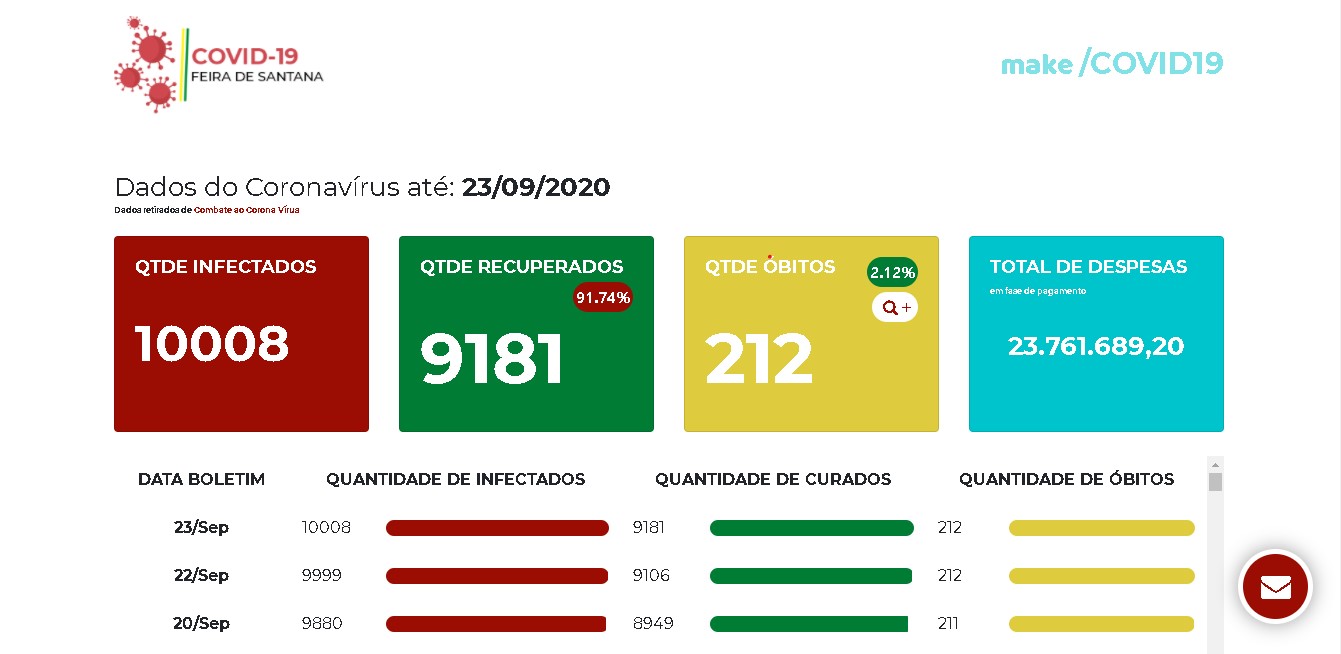 COVID-19
FEIRA DE SANTANA
make /COVID19
Dados do Coronavírus até: 23/09/2020
Dados retirados de Combate ao Corona Vírus
QTDE INFECTADOS
10008
QTDE RECUPERADOS
91.74%
9181
QTDE ÓBITOS
2.12%
+
212
TOTAL DE DESPESAS
em fase de pagamento
23.761.689,20
DATA BOLETIM QUANTIDADE DE INFECTADOS QUANTIDADE DE CURADOS QUANTIDADE DE ÓBITOS
23/Sep 10008 9181 212
22/Sep 9999 9106 212
20/Sep 9880 8949 211